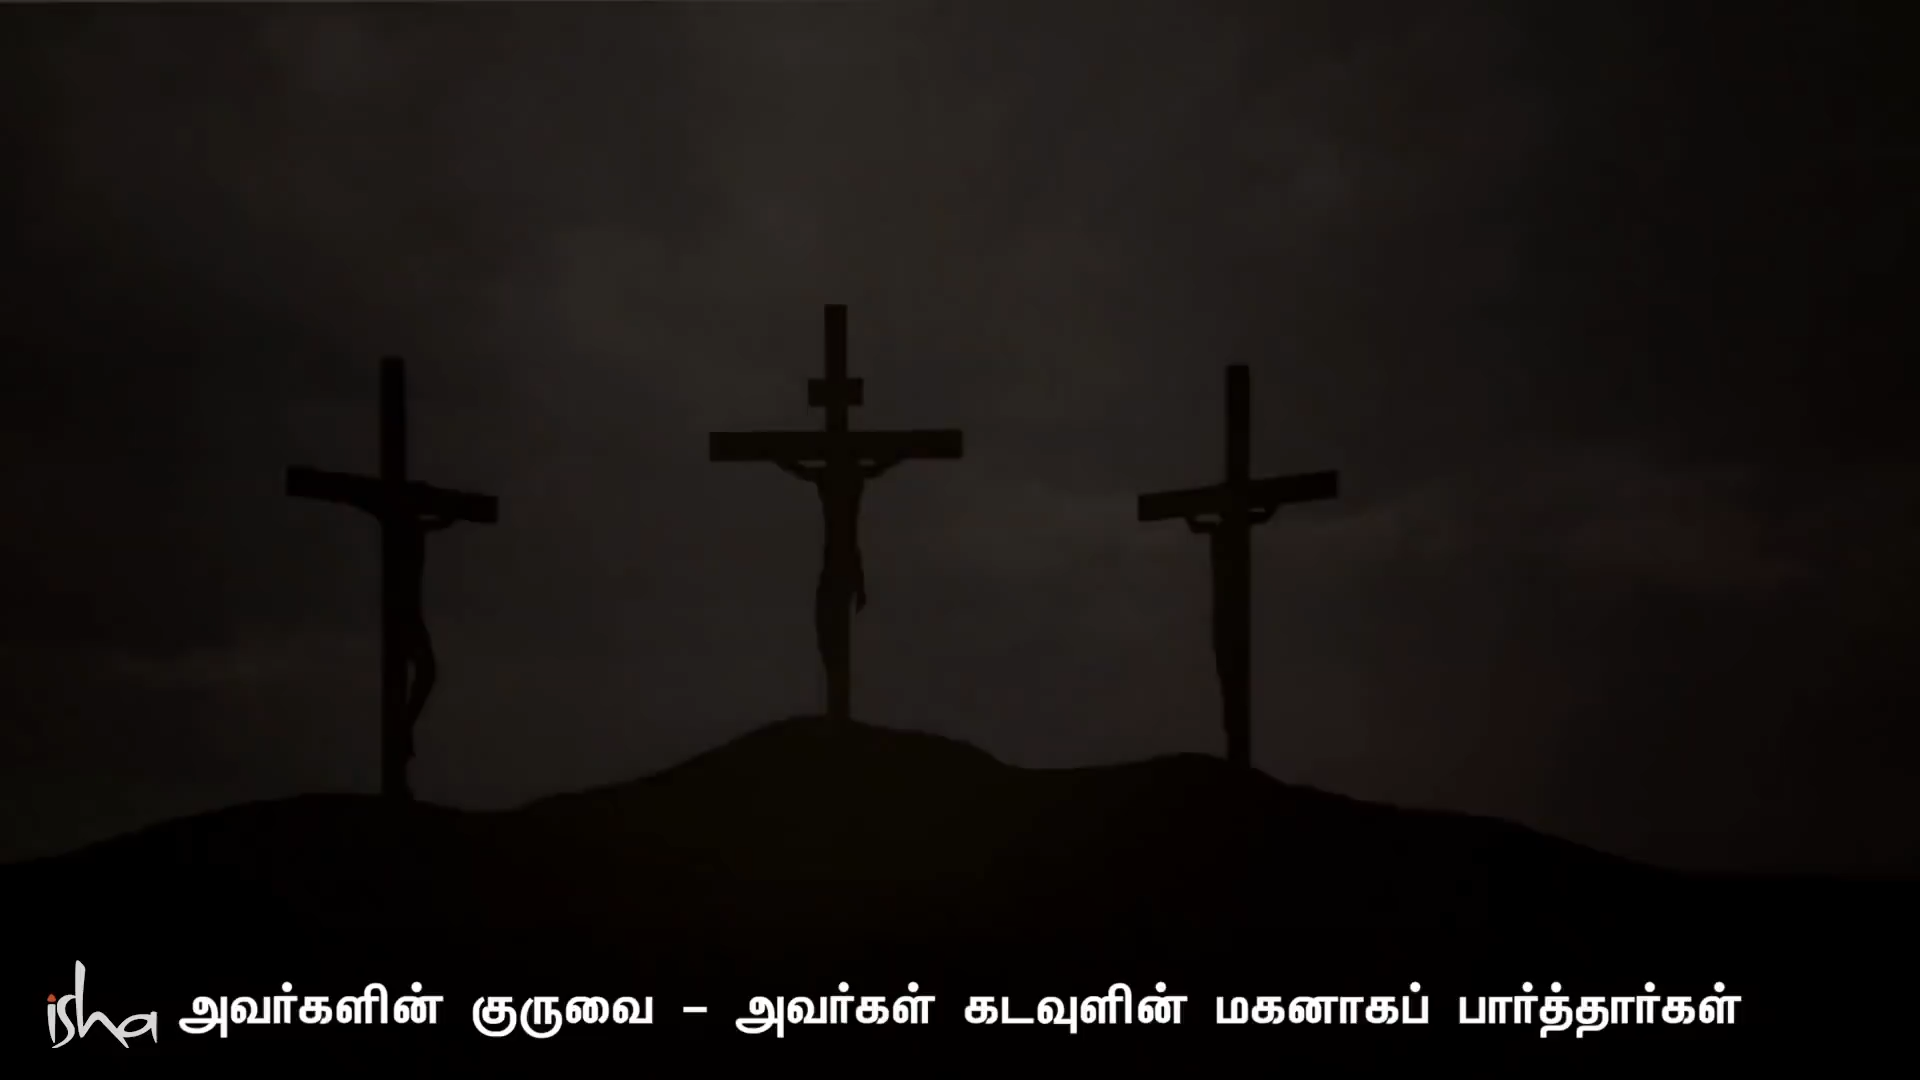 isha
அவர்களின் குருவை – அவர்கள் கடவுளின் மகனாகப் பார்த்தார்கள்